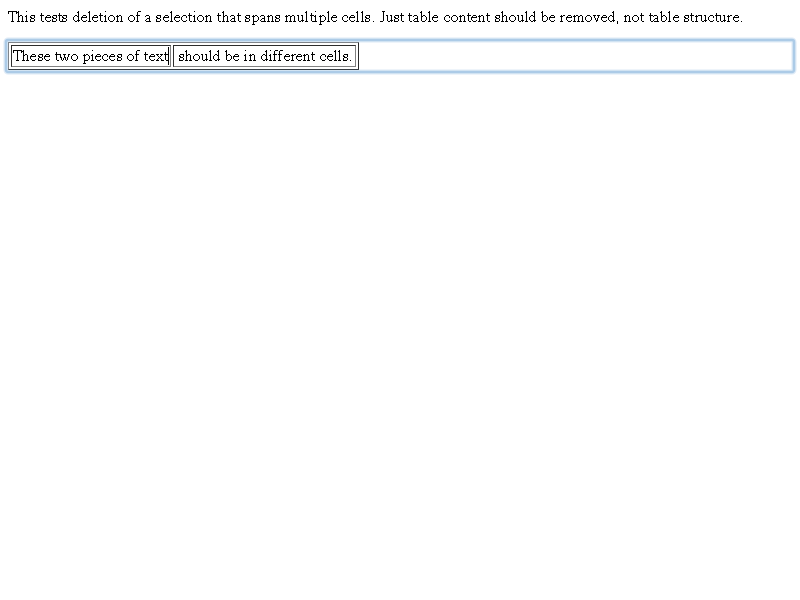 This tests deletion of a selection that spans multiple cells. Just table content should be removed, not table structure.
These two pieces of text should be in different cells.